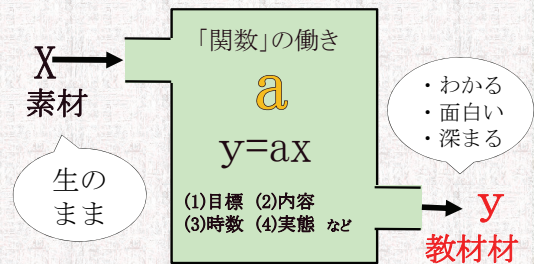 「関数」の働き
X
素材
a
y=ax
生の
まま
(1)目標 (2)内容
(3)時数 (4)実態 など
・わかる
・面白い
・深まる
y
教材材